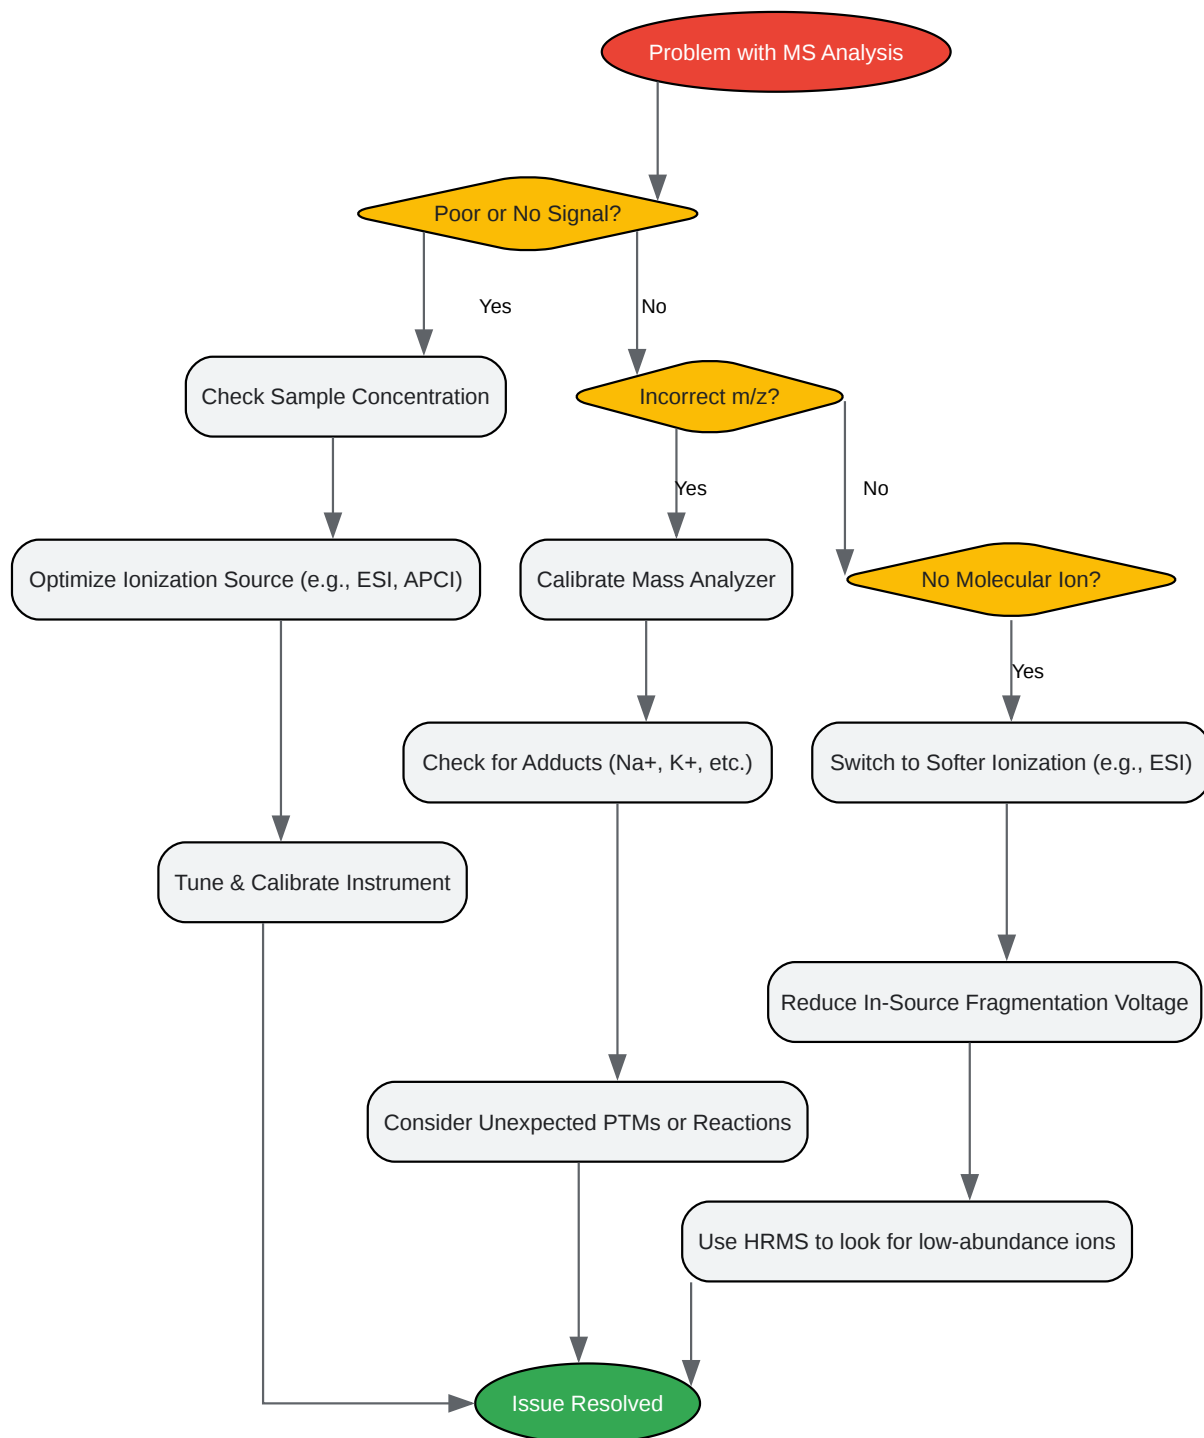 Problem with MS Analysis
Poor or No Signal?
Yes
No
Check Sample Concentration
Incorrect m/z?
Yes
No
Optimize Ionization Source (e.g., ESI, APCI)
Calibrate Mass Analyzer
No Molecular Ion?
Yes
Check for Adducts (Na+, K+, etc.)
Switch to Softer Ionization (e.g., ESI)
Tune & Calibrate Instrument
Reduce In-Source Fragmentation Voltage
Consider Unexpected PTMs or Reactions
Use HRMS to look for low-abundance ions
Issue Resolved